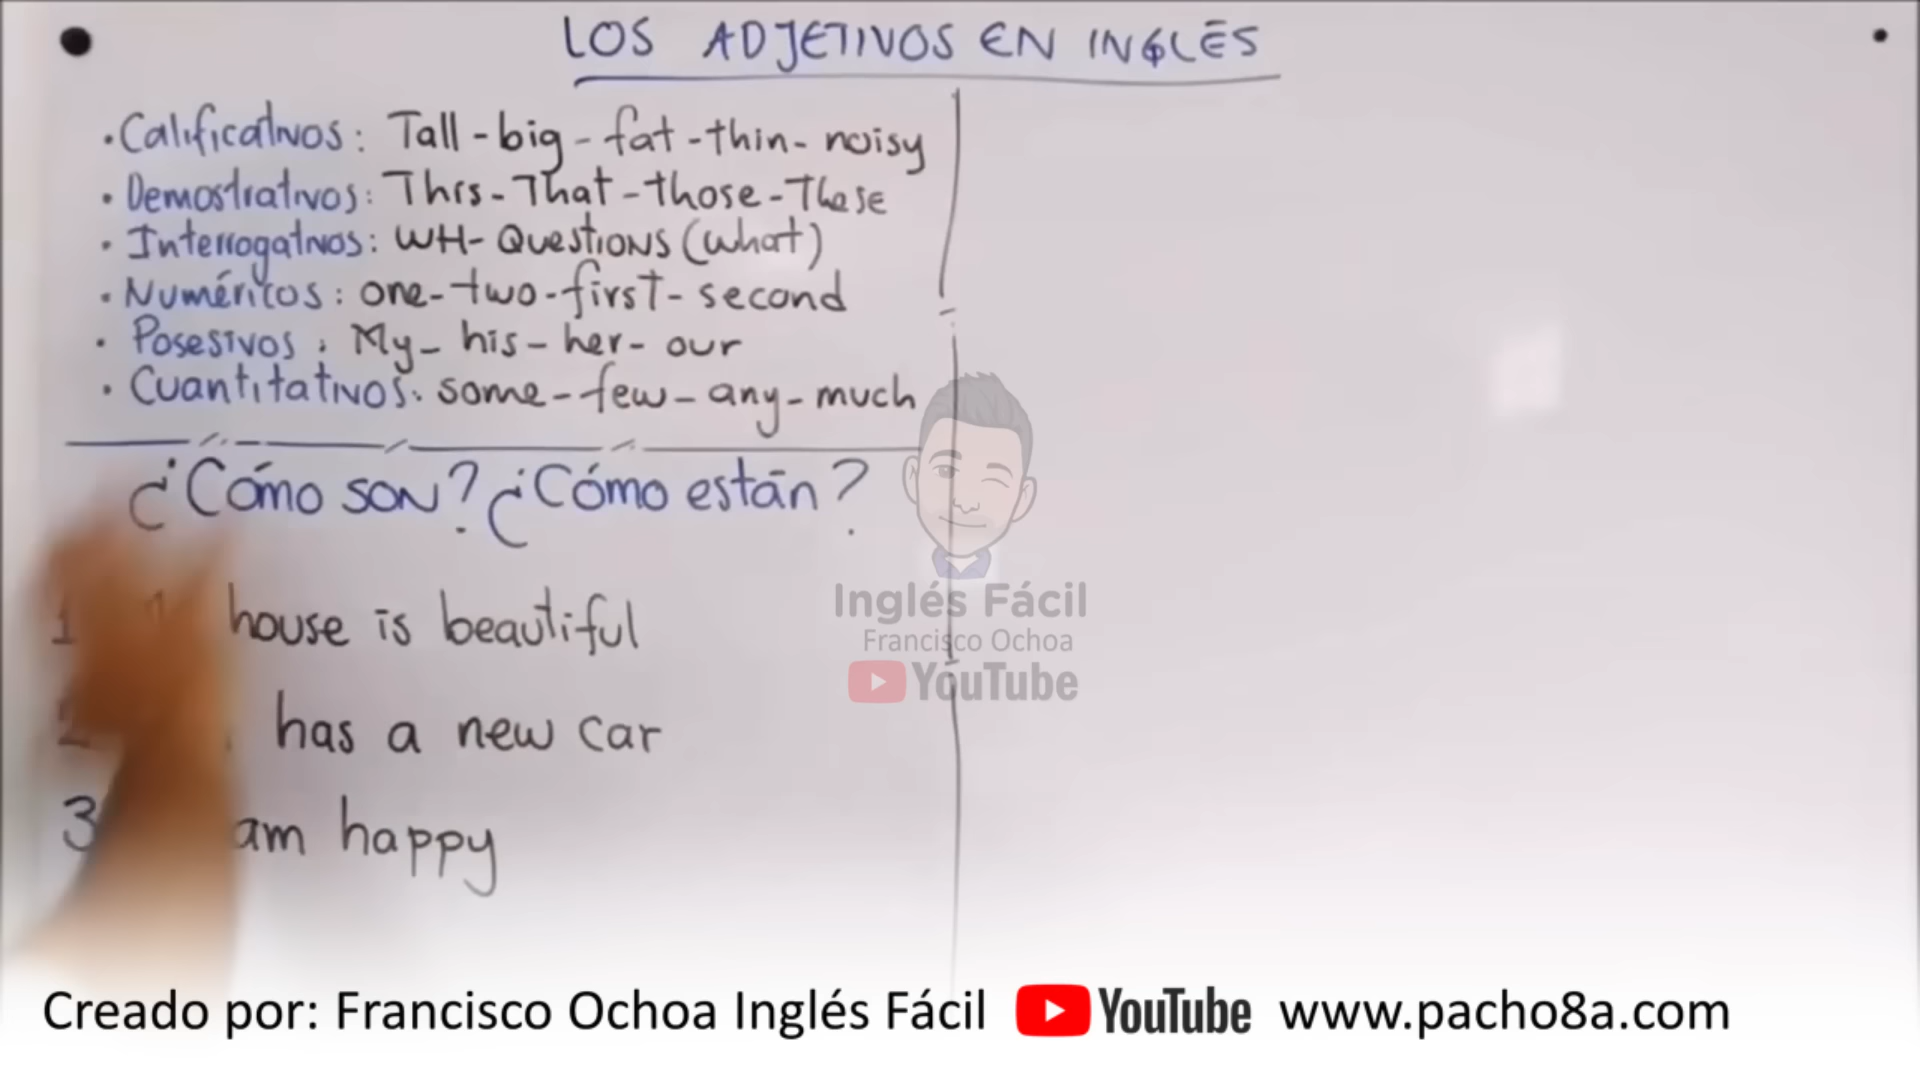 LOS ADJETIVOS EN INGLÉS
• Calificativos: Tall - big - fat - thin - noisy
• Demostrativos: This - That - those - These
• Interrogativos: WH- Questions (what)
• Numéricos: one - two - first - second
• Posesivos: My - his - her - our
• Cuantitativos: some - few - any - much
¿Cómo son? ¿Cómo están?
1 house is beautiful
2 has a new car
3 am happy
Inglés Fácil
Francisco Ochoa
YouTube
Creado por: Francisco Ochoa Inglés Fácil YouTube www.pacho8a.com